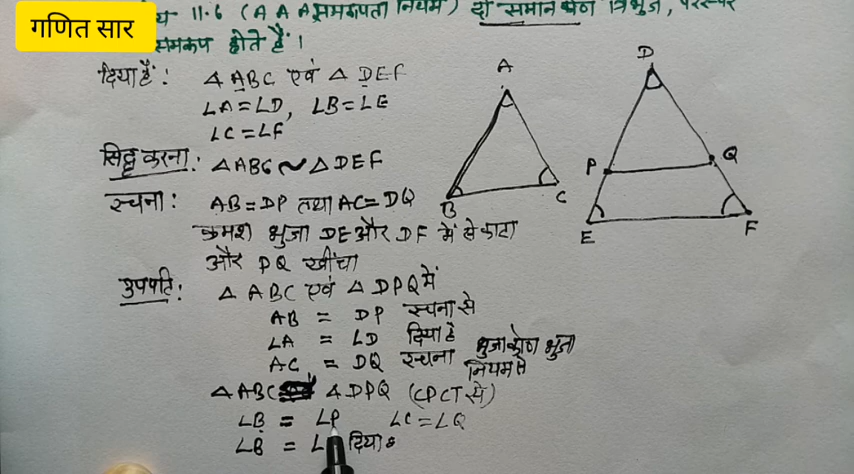 गणित सार
11.6 (A A A समरूपता नियम) दो समान कोण त्रिभुज, परस्पर
समरूप होते हैं।
दिया है: △ ABC एवं △ DEF
∠A = ∠D, ∠B = ∠E
∠C = ∠F
सिद्ध करना: △ABC ~ △DEF
रचना: AB = DP तथा AC = DQ
क्रमश भुजा DE और DF में से काटा
और PQ खींचा
उपपति: △ ABC एवं △ DPQ में
AB = DP रचना से
∠A = ∠D दिया है
AC = DQ रचना भुजा कोण भुजा
नियम से
△ABC △DPQ (CPCT से)
∠B = ∠P ∠C = ∠Q
∠B = ∠ दिया
A
B
C
D
P
Q
E
F